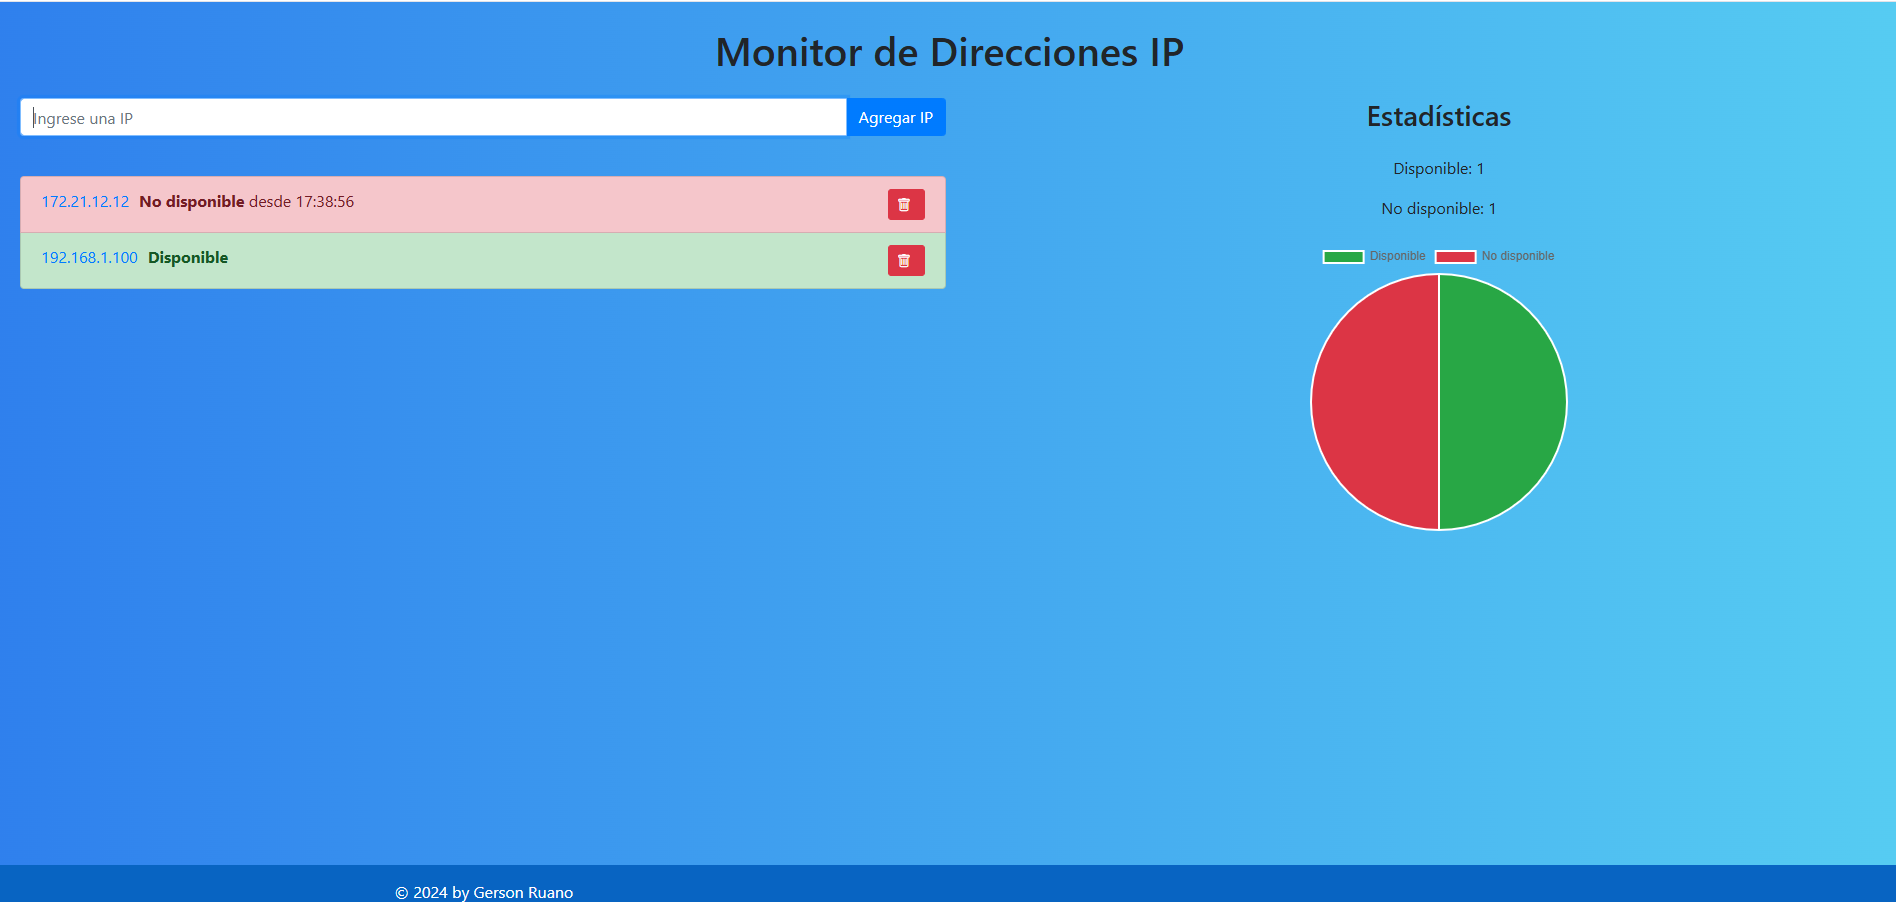 Monitor de Direcciones IP
Ingrese una IP
Agregar IP
172.21.12.12 No disponible desde 17:38:56
192.168.1.100 Disponible
Estadísticas
Disponible: 1
No disponible: 1
Disponible No disponible
© 2024 by Gerson Ruano